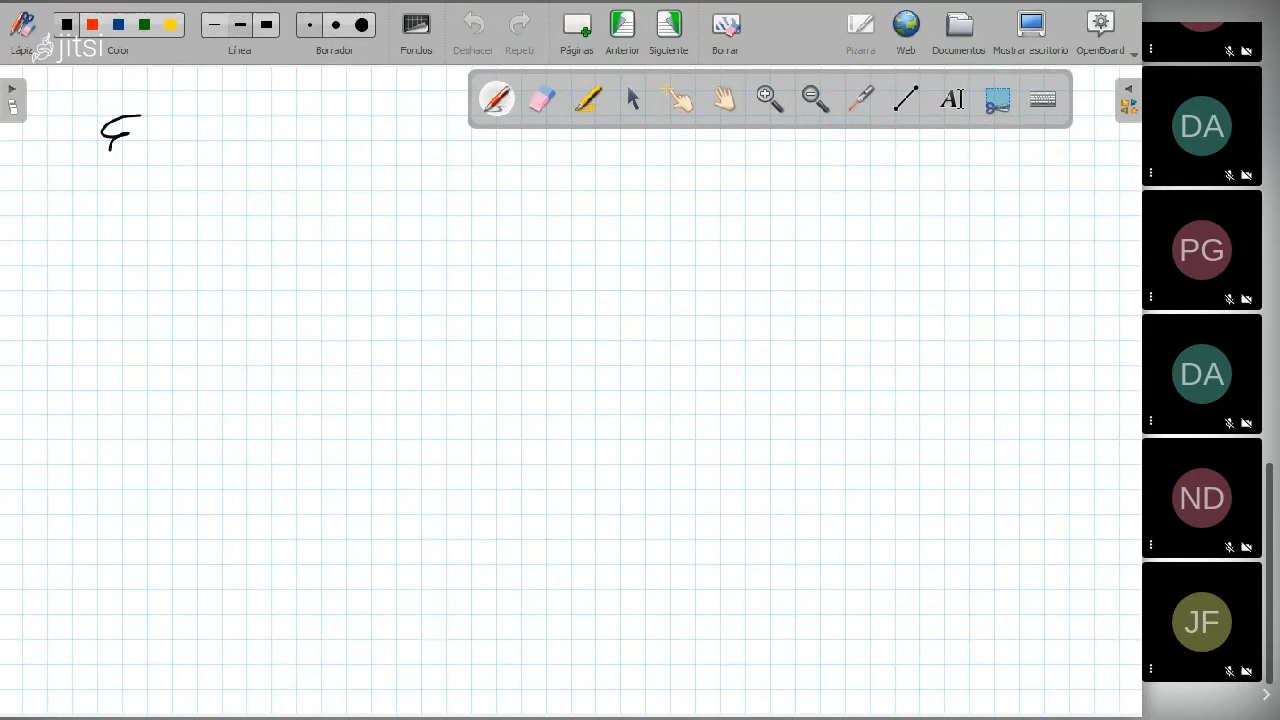 Lápiz Color Línea Borrador Fondos Deshacer Repetir Páginas Anterior Siguiente Borrar Pizarra Web Documentos Mostrar escritorio OpenBoard
jitsi
DA
PG
DA
ND
JF